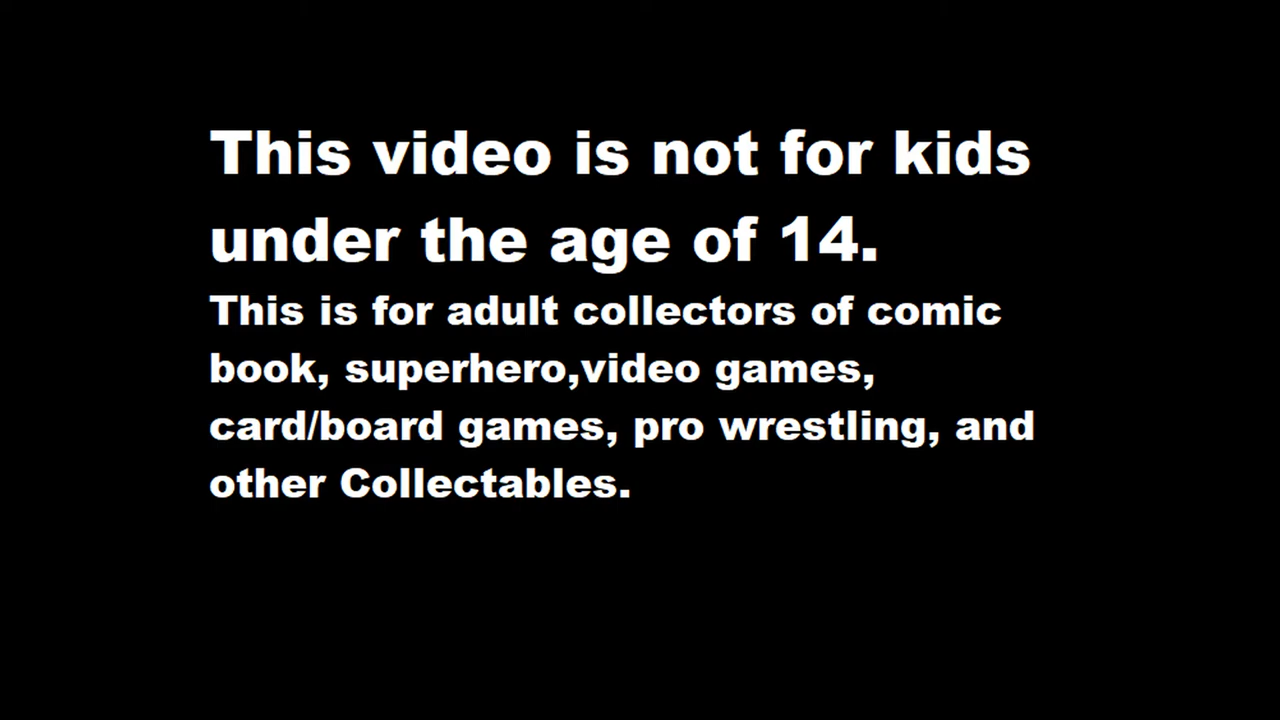 This video is not for kids
under the age of 14.
This is for adult collectors of comic
book, superhero,video games,
card/board games, pro wrestling, and
other Collectables.